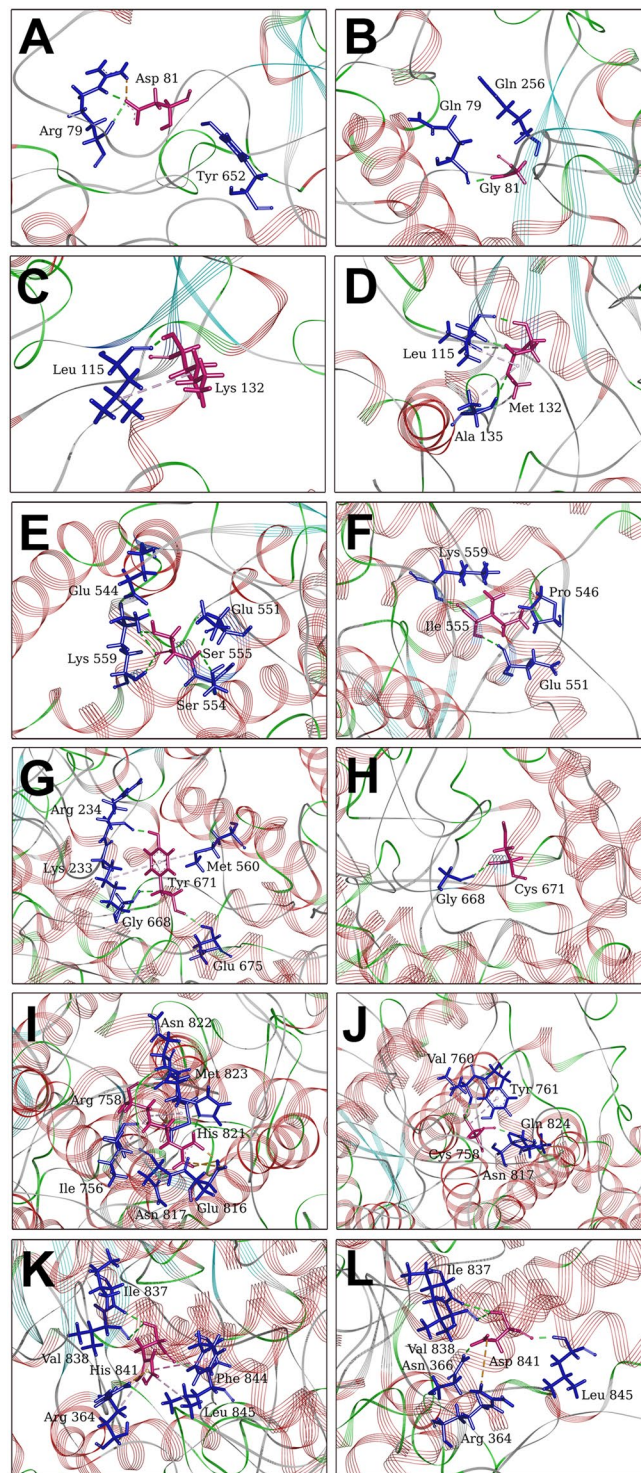 A
Asp 81
Arg 79
Tyr 652
B
Gln 256
Gln 79
Gly 81
C
Leu 115
Lys 132
D
Leu 115
Met 132
Ala 135
E
Glu 544
Glu 551
Lys 559
Ser 555
Ser 554
F
Lys 559
Pro 546
Ile 555
Glu 551
G
Arg 234
Lys 233
Met 560
Tyr 671
Gly 668
Glu 675
H
Gly 668
Cys 671
I
Asn 822
Met 823
Arg 758
His 821
Ile 756
Glu 816
Asn 817
J
Val 760
Tyr 761
Gln 824
Cys 758
Asn 817
K
Ile 837
Val 838
His 841
Phe 844
Arg 364
Leu 845
L
Ile 837
Val 838
Asp 841
Asn 366
Leu 845
Arg 364